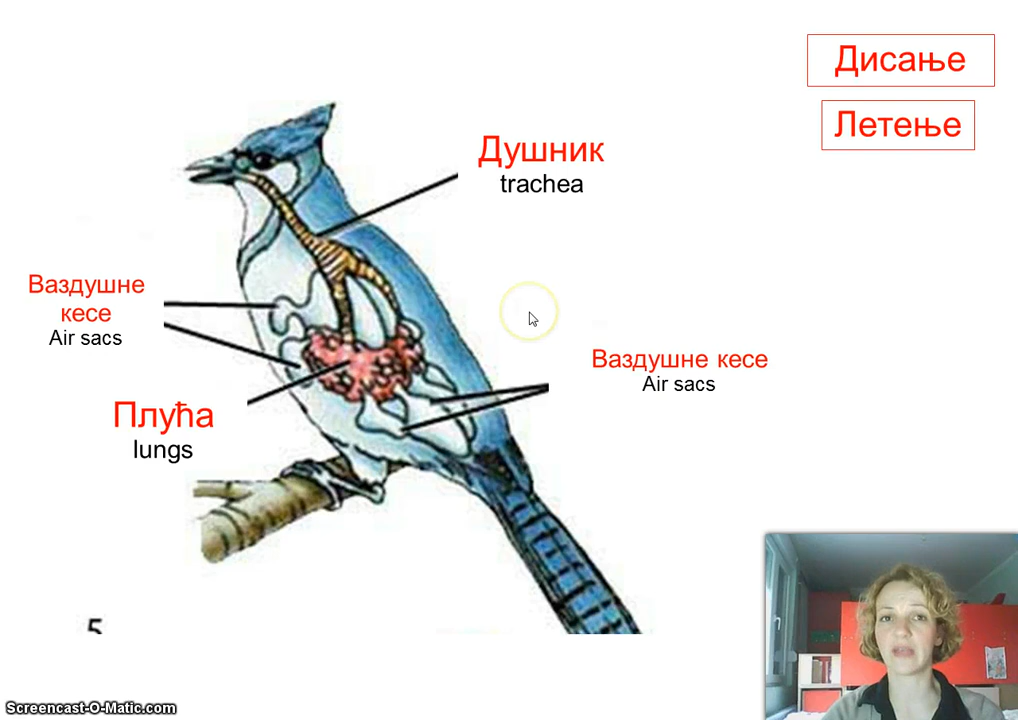 Дисање
Летење
Душник
trachea
Ваздушне
кесе
Air sacs
Ваздушне кесе
Air sacs
Плућа
lungs
5
Screencast-O-Matic.com